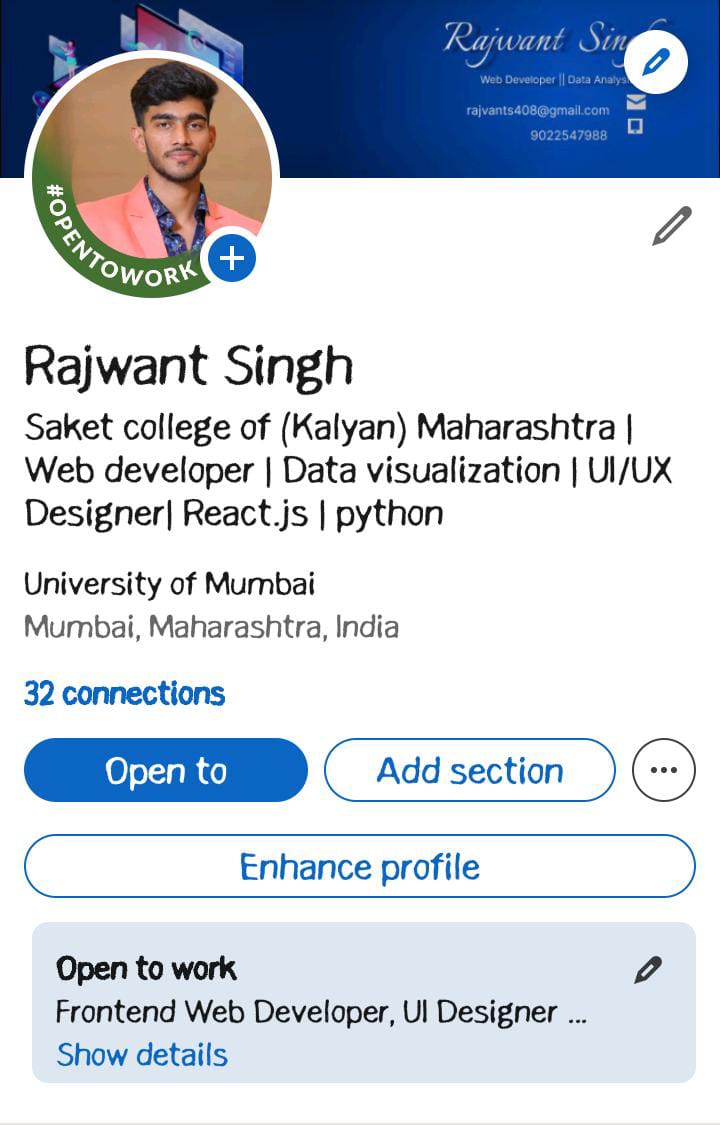 Rajwant Sin
Web Developer || Data Analys
rajvants408@gmail.com
9022547988
#OPENTOWORK
Rajwant Singh
Saket college of (Kalyan) Maharashtra |
Web developer | Data visualization | UI/UX
Designer| React.js | python
University of Mumbai
Mumbai, Maharashtra, India
32 connections
Open to
Add section
Enhance profile
Open to work
Frontend Web Developer, UI Designer ...
Show details